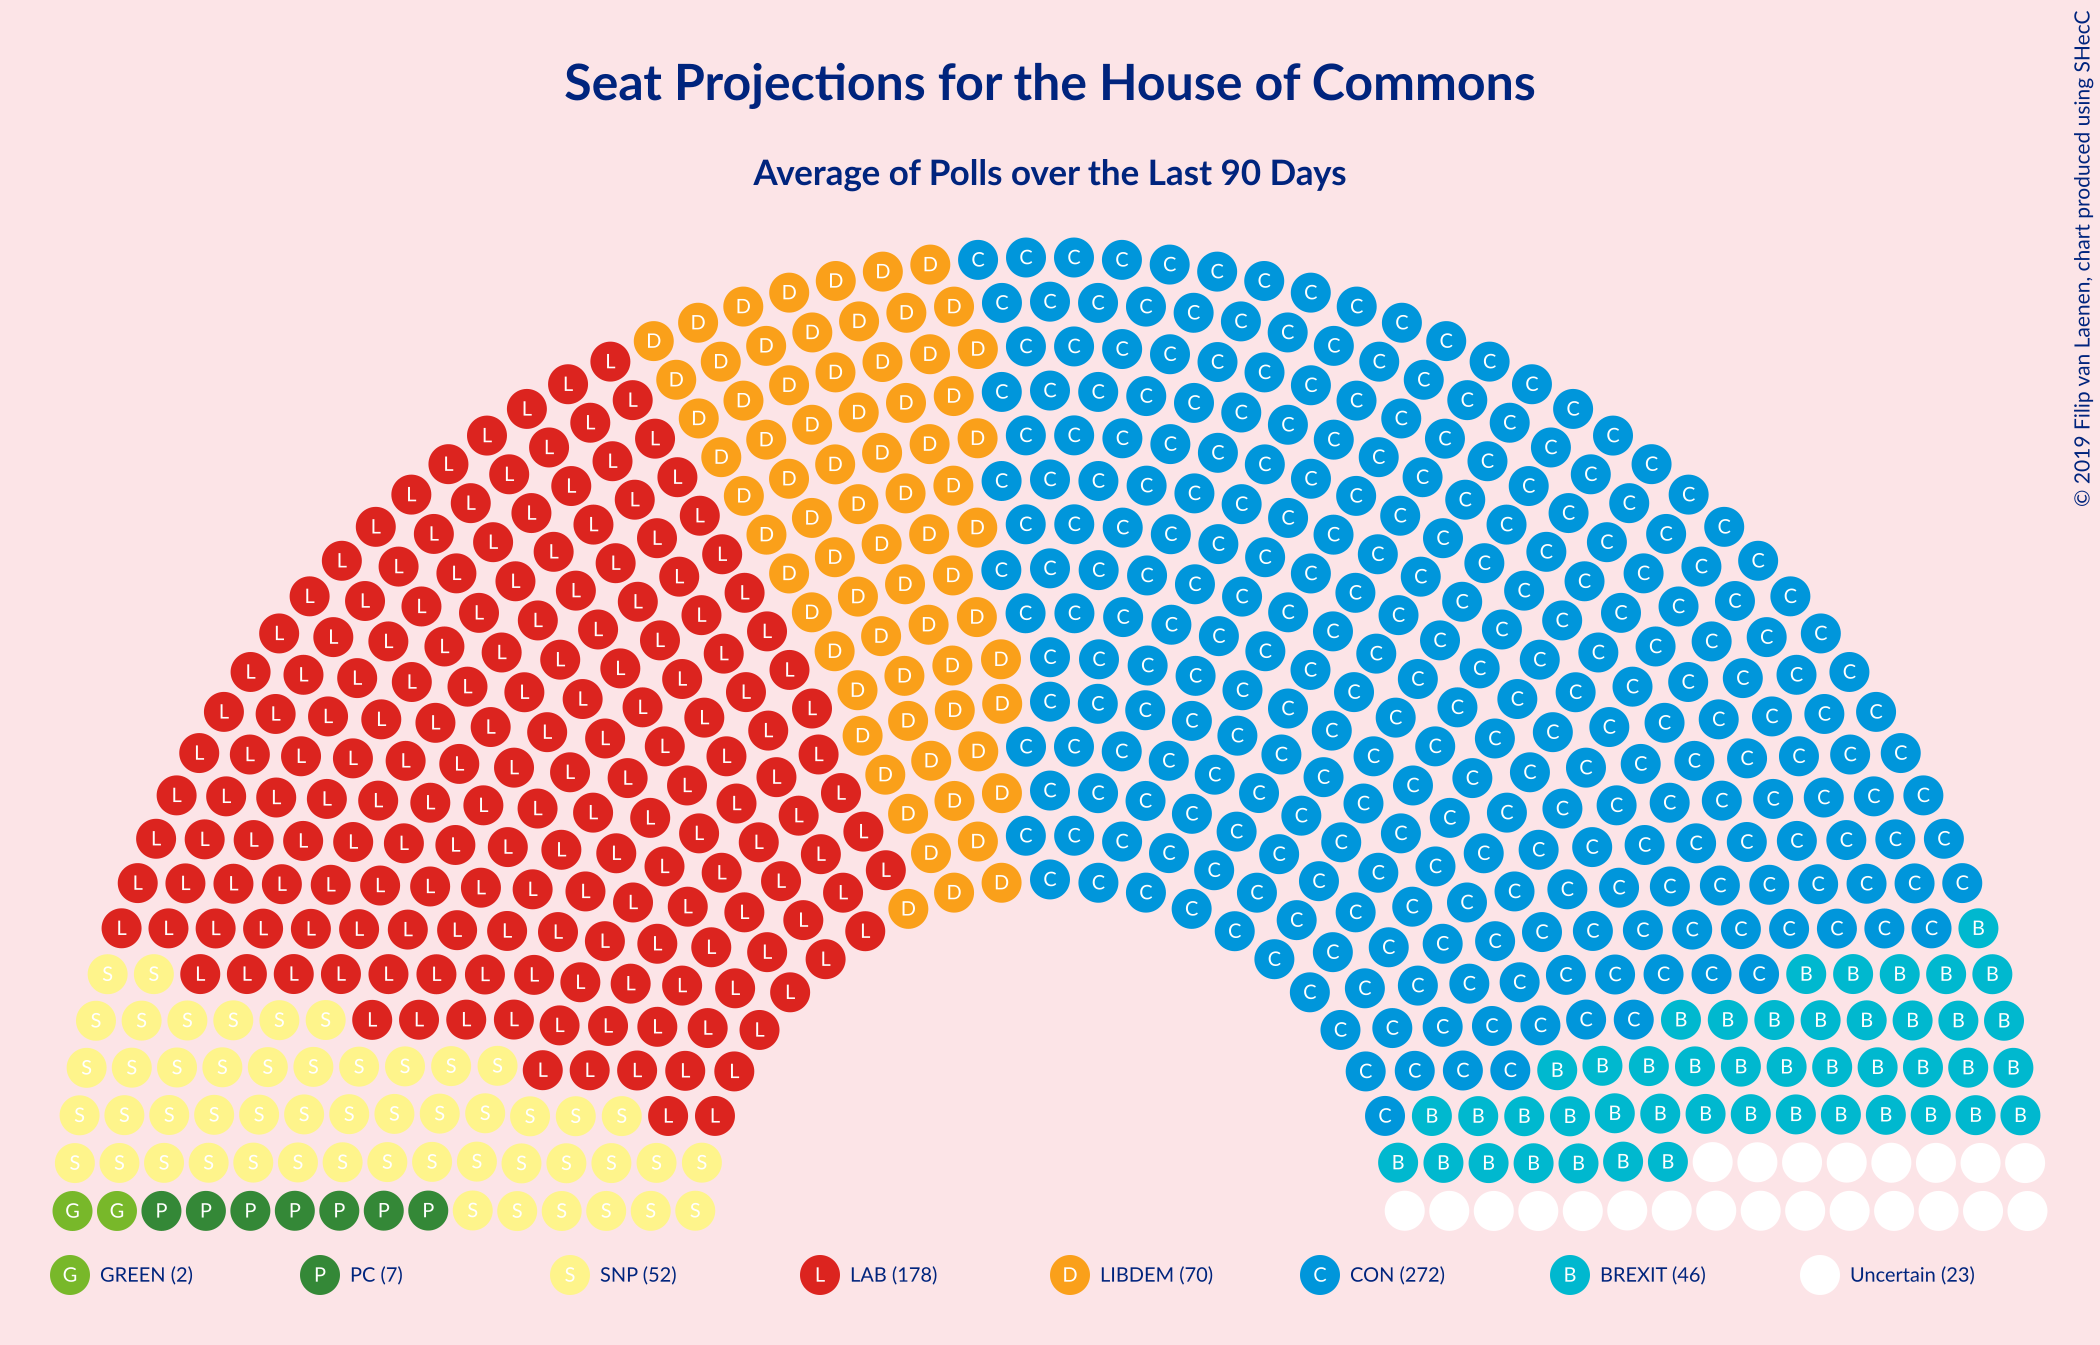 Seat Projections for the House of Commons
Average of Polls over the Last 90 Days
© 2019 Filip van Laenen, chart produced using SHecC
G GREEN (2)
P PC (7)
S SNP (52)
L LAB (178)
D LIBDEM (70)
C CON (272)
B BREXIT (46)
Uncertain (23)